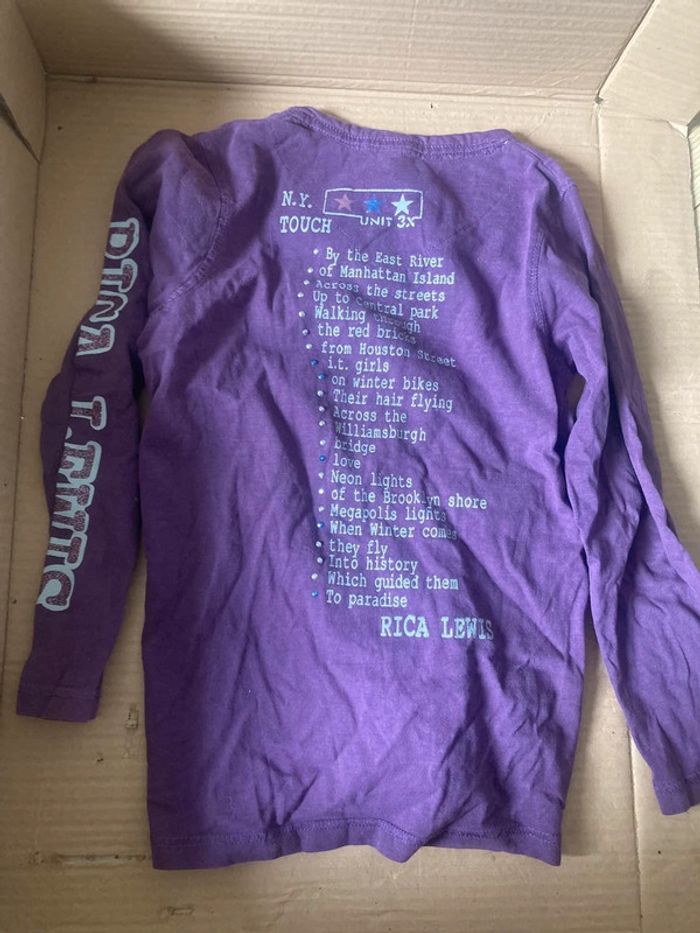 N.Y.
TOUCH
UNIT 3X
By the East River
of Manhattan Island
Across the streets
Up to Central park
Walking through
the red bricks
from Houston Street
i.t. girls
on winter bikes
Their hair flying
Across the
Williamsburgh
bridge
love
Neon lights
of the Brooklyn shore
Megapolis lights
When Winter comes
they fly
Into history
Which guided them
To paradise
RICA LEWIS
RICA LEWIS